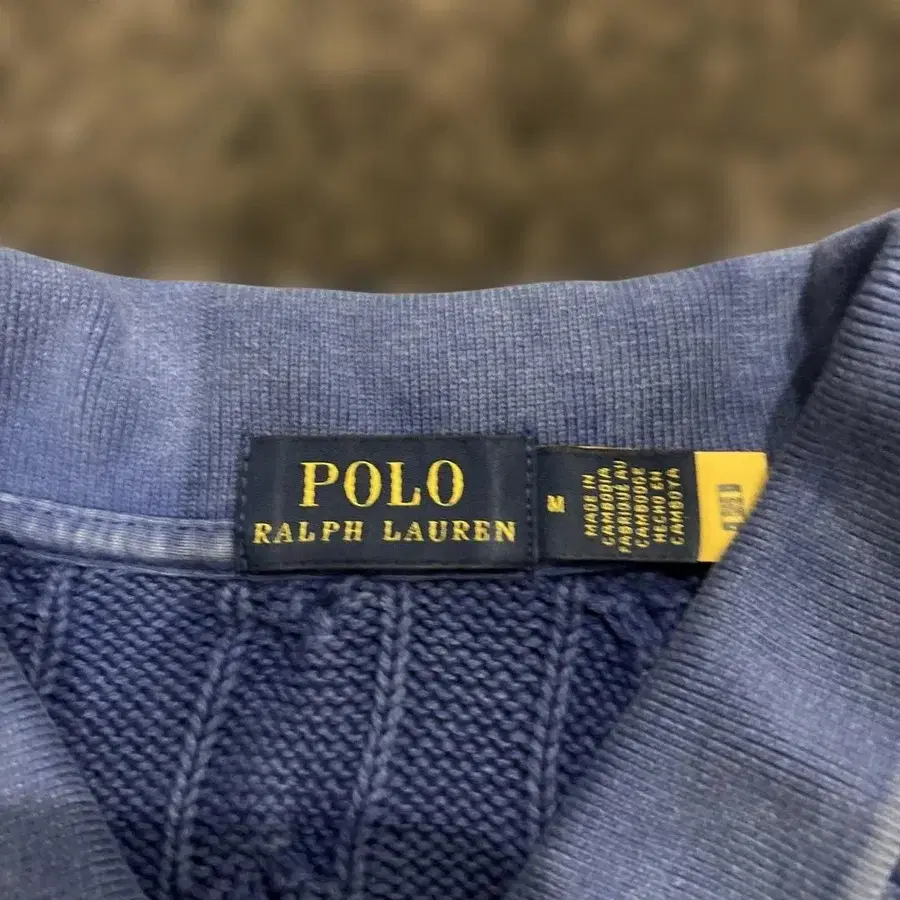 POLO
RALPH LAUREN
M
MADE IN
CAMBODIA
FABRIQUÉ AU
CAMBODGE
HECHO EN
CAMBOYA